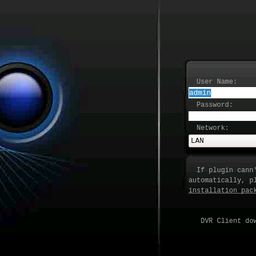 User Name:
admin
Password:
Network:
LAN
If plugin cann'
automatically, pl
installation pack
DVR Client dow